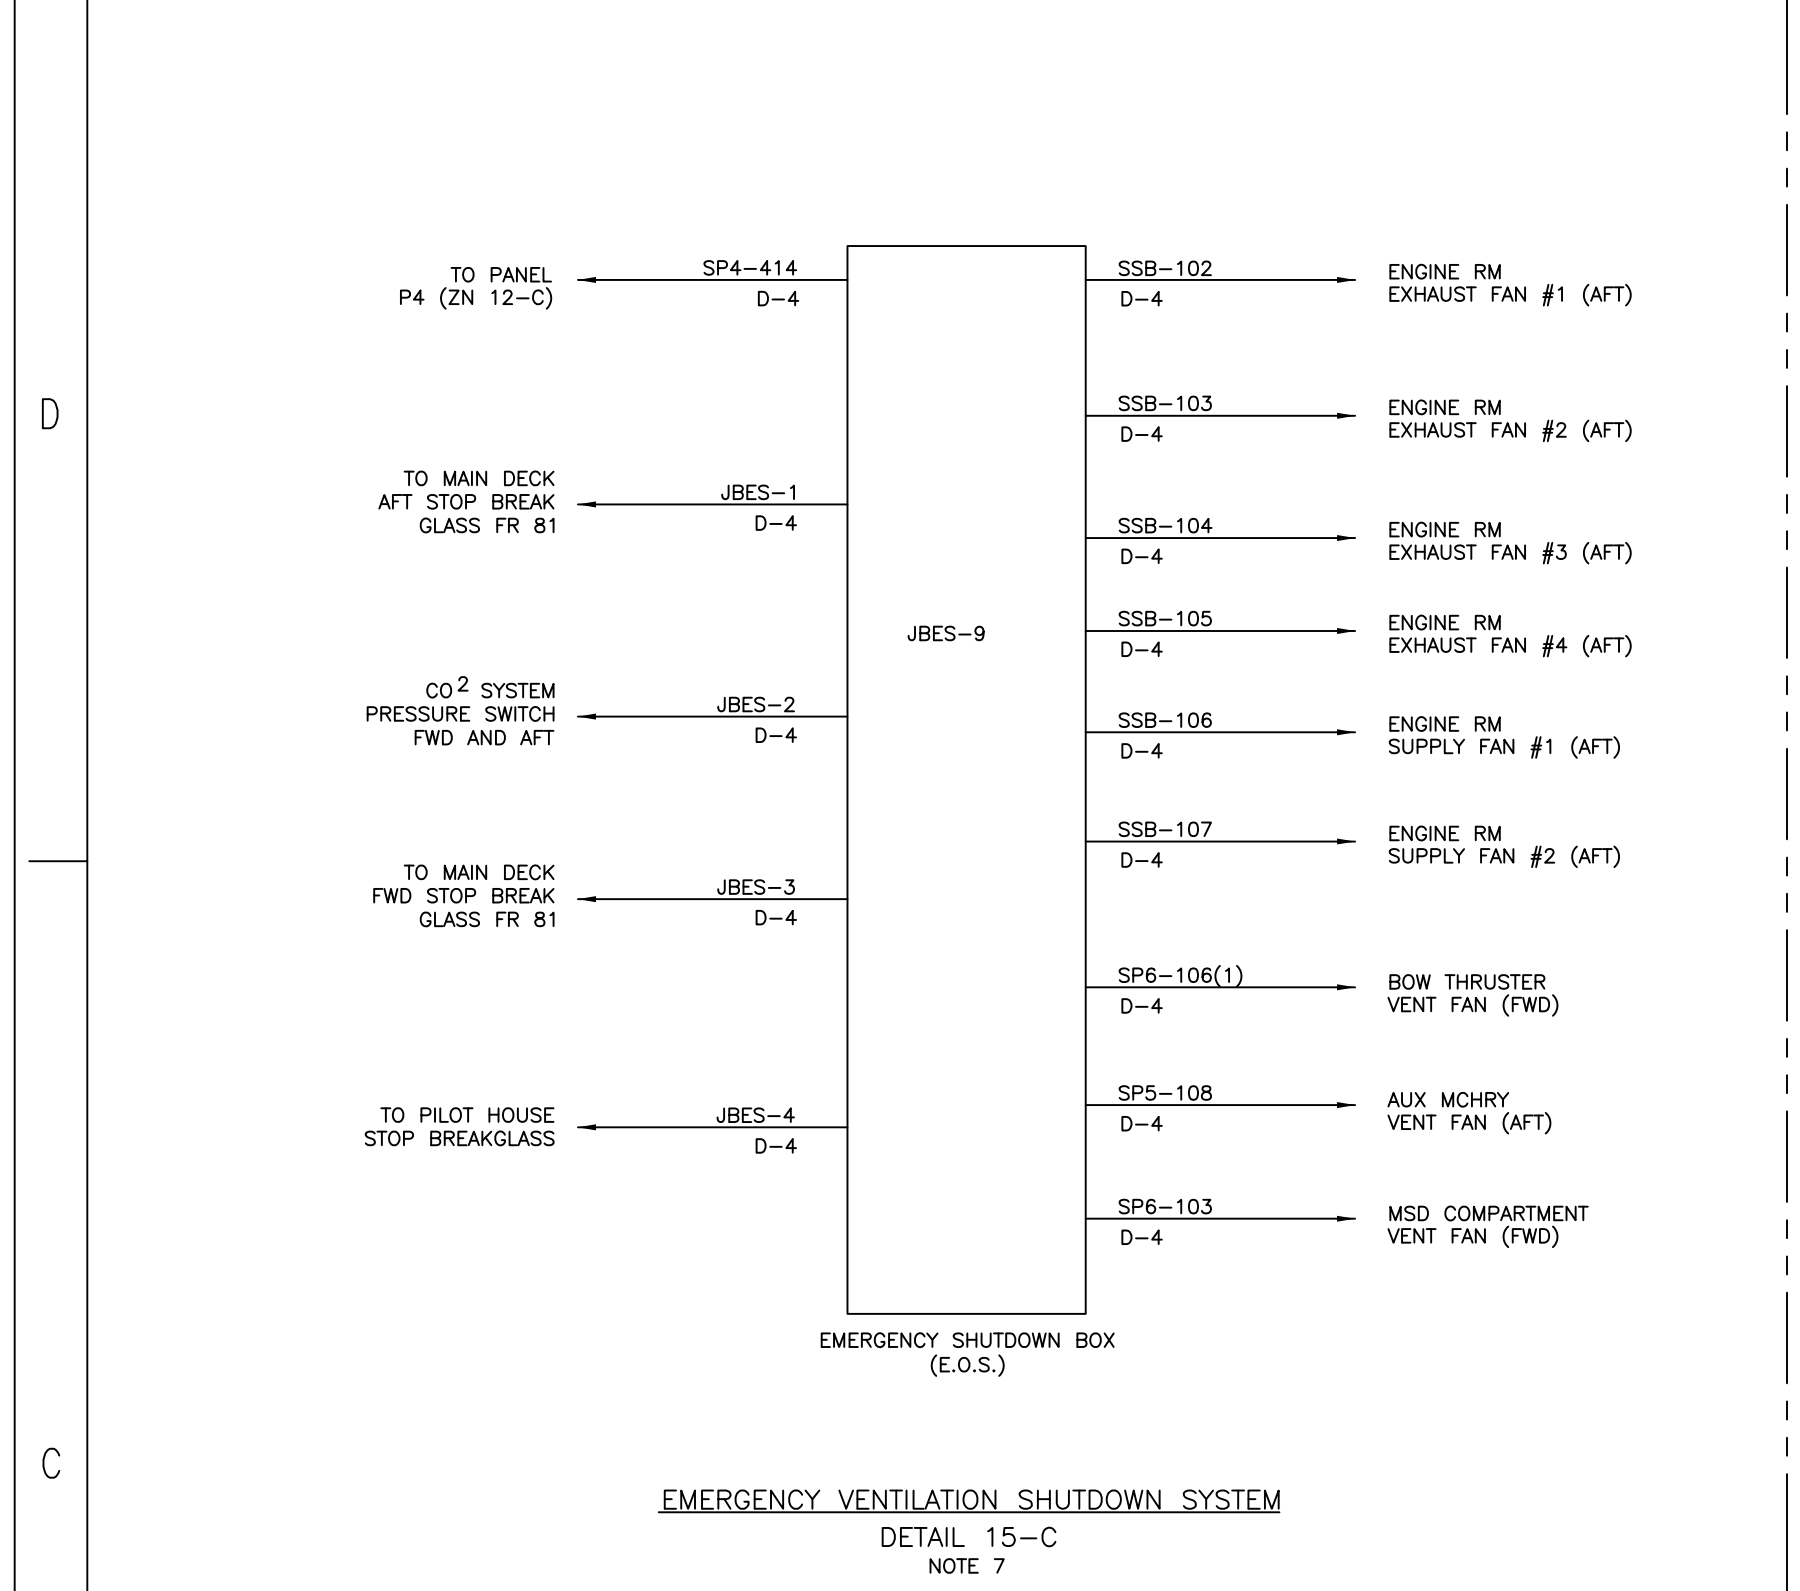 D
C
TO PANEL
P4 (ZN 12-C)
SP4-414
D-4
TO MAIN DECK
AFT STOP BREAK
GLASS FR 81
JBES-1
D-4
CO2 SYSTEM
PRESSURE SWITCH
FWD AND AFT
JBES-2
D-4
TO MAIN DECK
FWD STOP BREAK
GLASS FR 81
JBES-3
D-4
TO PILOT HOUSE
STOP BREAKGLASS
JBES-4
D-4
JBES-9
SSB-102
D-4
ENGINE RM
EXHAUST FAN #1 (AFT)
SSB-103
D-4
ENGINE RM
EXHAUST FAN #2 (AFT)
SSB-104
D-4
ENGINE RM
EXHAUST FAN #3 (AFT)
SSB-105
D-4
ENGINE RM
EXHAUST FAN #4 (AFT)
SSB-106
D-4
ENGINE RM
SUPPLY FAN #1 (AFT)
SSB-107
D-4
ENGINE RM
SUPPLY FAN #2 (AFT)
SP6-106(1)
D-4
BOW THRUSTER
VENT FAN (FWD)
SP5-108
D-4
AUX MCHRY
VENT FAN (AFT)
SP6-103
D-4
MSD COMPARTMENT
VENT FAN (FWD)
EMERGENCY SHUTDOWN BOX
(E.O.S.)
EMERGENCY VENTILATION SHUTDOWN SYSTEM
DETAIL 15-C
NOTE 7